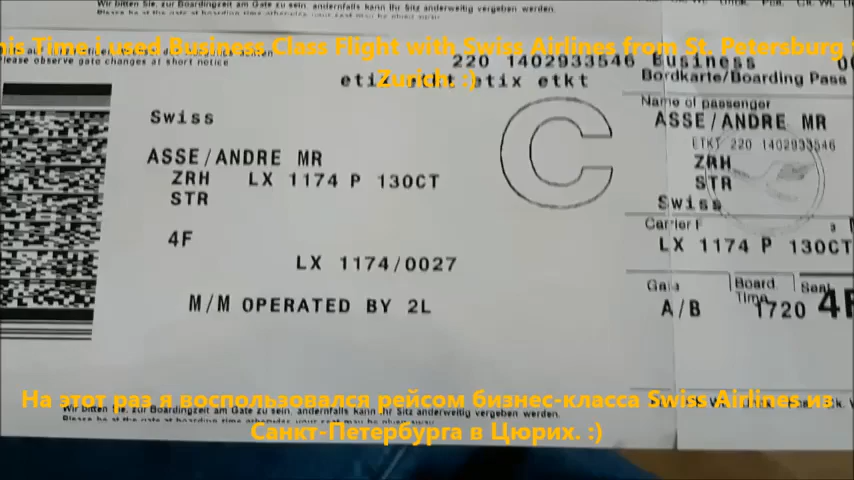 Wir bitten Sie, zur Boardingzeit am Gate zu sein, andernfalls kann Ihr Sitz anderweitig vergeben werden.
his Time i used Business Class Flight with Swiss Airlines from St. Petersburg
Zurich. :)
Please observe gate changes at short notice
220 1402933546 Business
etix etkt etix etkt
Bordkarte/Boarding Pass
Name of passenger
Swiss
ASSE/ANDRE MR
ETKT 220 1402933546
ASSE/ANDRE MR
ZRH LX 1174 P 13OCT
STR
ZRH
STR
Swiss
4F
Carrier
LX 1174 P 13OCT
LX 1174/0027
Gate Board Time Seat
M/M OPERATED BY 2L
A/B 1720 4F
На этот раз я воспользовался рейсом бизнес-класса Swiss Airlines из
Санкт-Петербурга в Цюрих. :)
Wir bitten Sie, zur Boardingzeit am Gate zu sein, andernfalls kann Ihr Sitz anderweitig vergeben werden.